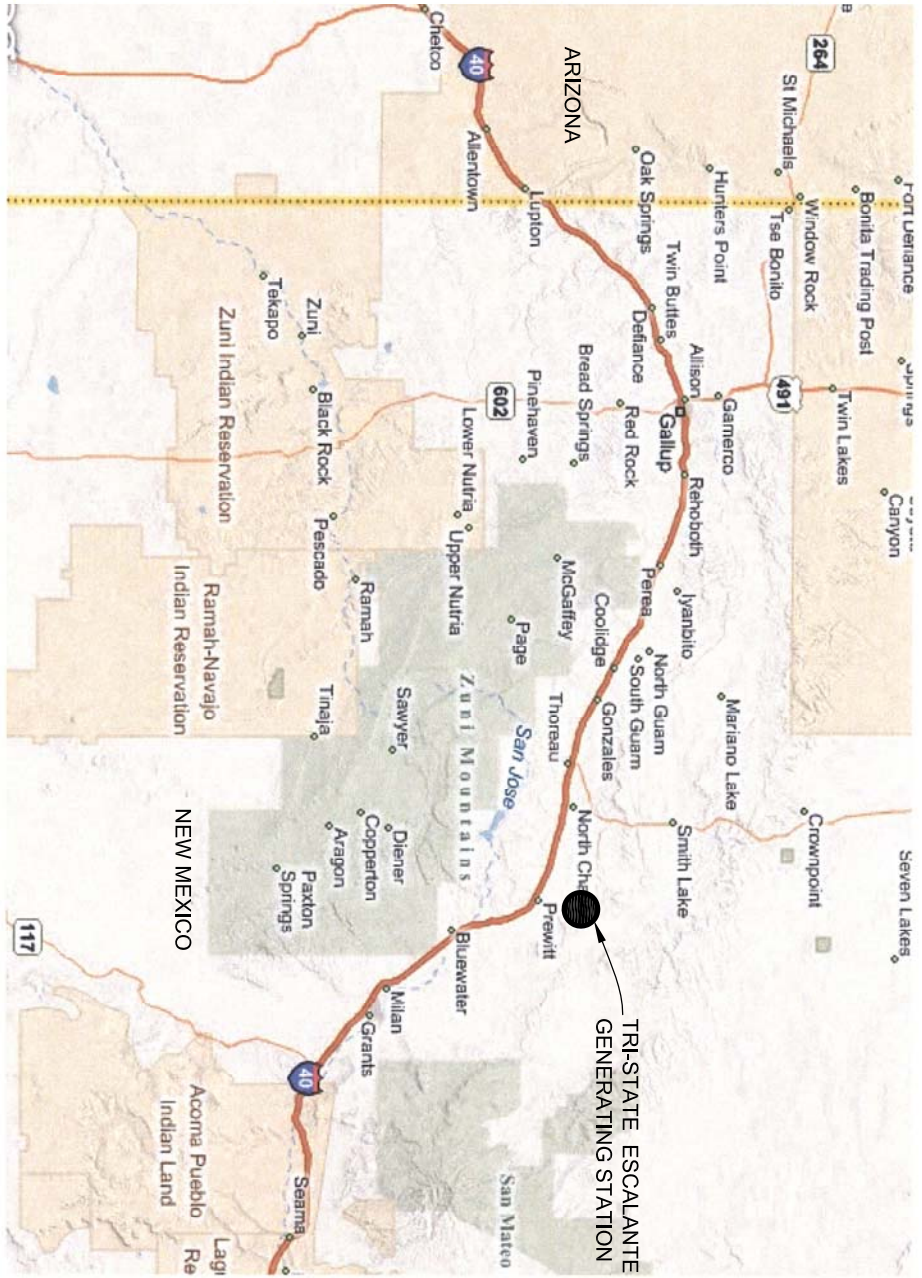 Fort Defiance
Seven Lakes
Canyon
Bonita Trading Post
Twin Lakes
Crownpoint
264
St Michaels
Window Rock
Tse Bonito
491
Hunters Point
Gamerco
Mariano Lake
Smith Lake
Allison
Gallup
Rehoboth
Iyanbito
Perea
North Guam
South Guam
ARIZONA
Oak Springs
Twin Buttes
Defiance
Red Rock
Bread Springs
Coolidge
Gonzales
TRI-STATE ESCALANTE
GENERATING STATION
McGaffey
Thoreau
Prewitt
Lupton
Pinehaven
Page
San Jose
40
Allentown
602
Lower Nutria
Upper Nutria
Zuni Mountains
Bluewater
San Mateo
Chetco
Sawyer
Diener
Milan
Copperton
Grants
Ramah
Aragon
Zuni
Black Rock
Pescado
Tinaja
Tekapo
Paxton
Springs
40
Seama
Zuni Indian Reservation
Ramah-Navajo
Indian Reservation
NEW MEXICO
Acoma Pueblo
Indian Land
117